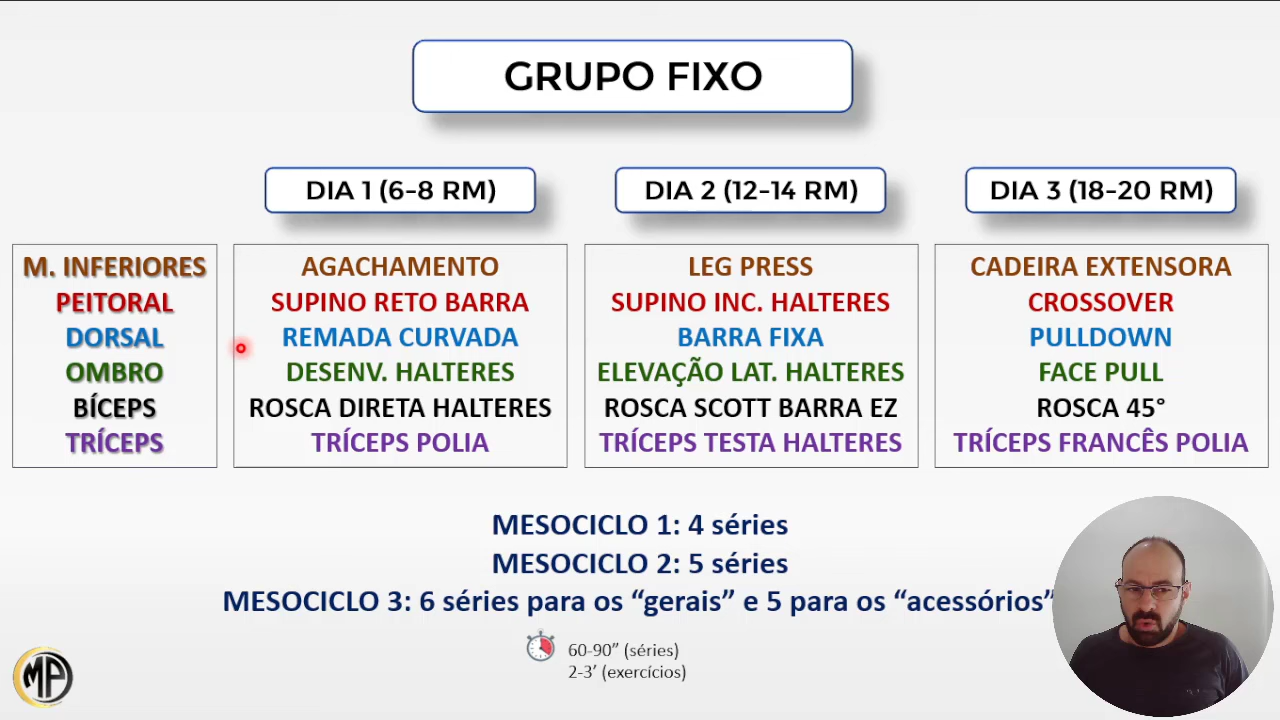 GRUPO FIXO
DIA 1 (6-8 RM)
DIA 2 (12-14 RM)
DIA 3 (18-20 RM)
M. INFERIORES
PEITORAL
DORSAL
OMBRO
BÍCEPS
TRÍCEPS
AGACHAMENTO
SUPINO RETO BARRA
REMADA CURVADA
DESENV. HALTERES
ROSCA DIRETA HALTERES
TRÍCEPS POLIA
LEG PRESS
SUPINO INC. HALTERES
BARRA FIXA
ELEVAÇÃO LAT. HALTERES
ROSCA SCOTT BARRA EZ
TRÍCEPS TESTA HALTERES
CADEIRA EXTENSORA
CROSSOVER
PULLDOWN
FACE PULL
ROSCA 45°
TRÍCEPS FRANCÊS POLIA
MESOCICLO 1: 4 séries
MESOCICLO 2: 5 séries
MESOCICLO 3: 6 séries para os “gerais” e 5 para os “acessórios”
60-90” (séries)
2-3’ (exercícios)
MP